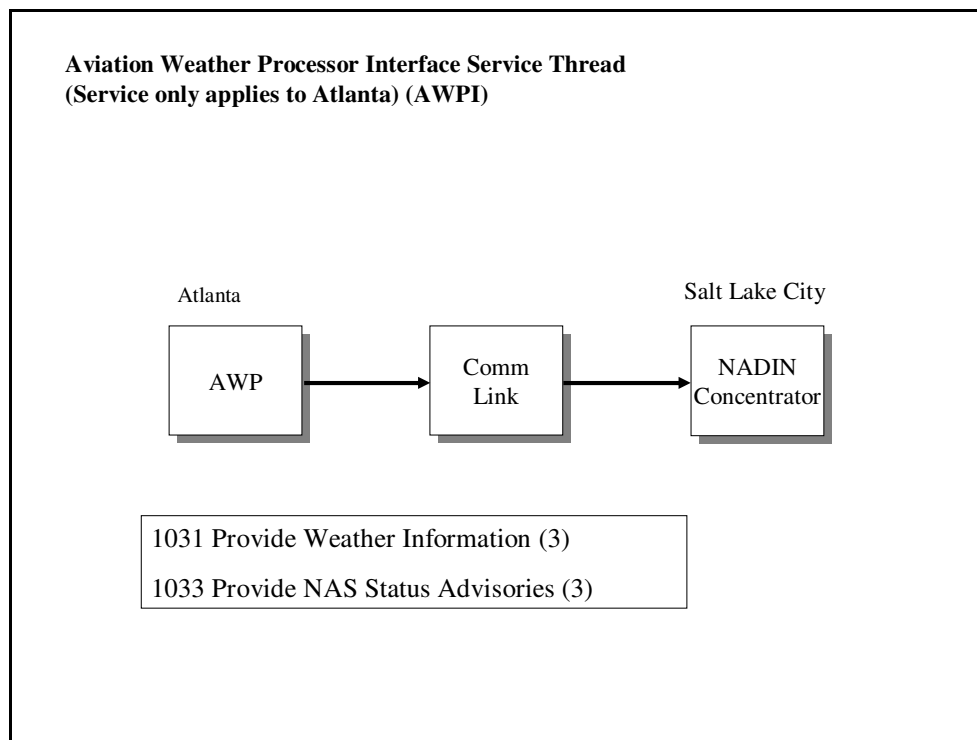 Aviation Weather Processor Interface Service Thread
(Service only applies to Atlanta) (AWPI)
Atlanta
Salt Lake City
AWP
Comm
Link
NADIN
Concentrator
1031 Provide Weather Information (3)
1033 Provide NAS Status Advisories (3)